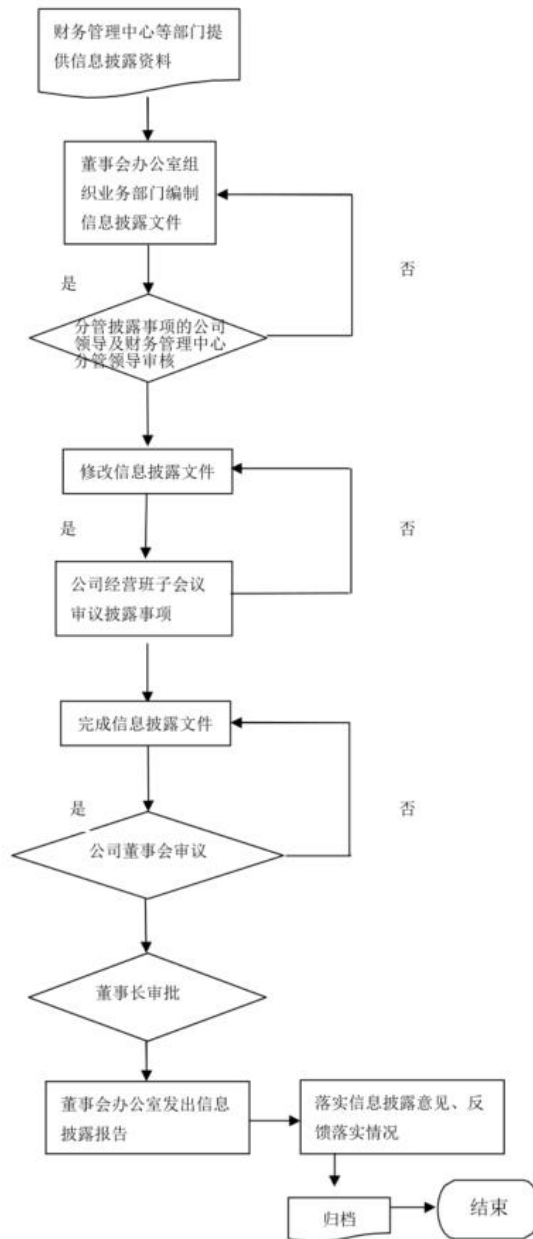 财务管理中心等部门提
供信息披露资料
董事会办公室组
织业务部门编制
信息披露文件
是
否
分管披露事项的公司
领导及财务管理中心
分管领导审核
修改信息披露文件
是
否
公司经营班子会议
审议披露事项
完成信息披露文件
是
否
公司董事会审议
董事长审批
董事会办公室发出信息
披露报告
落实信息披露意见、反
馈落实情况
归档
结束